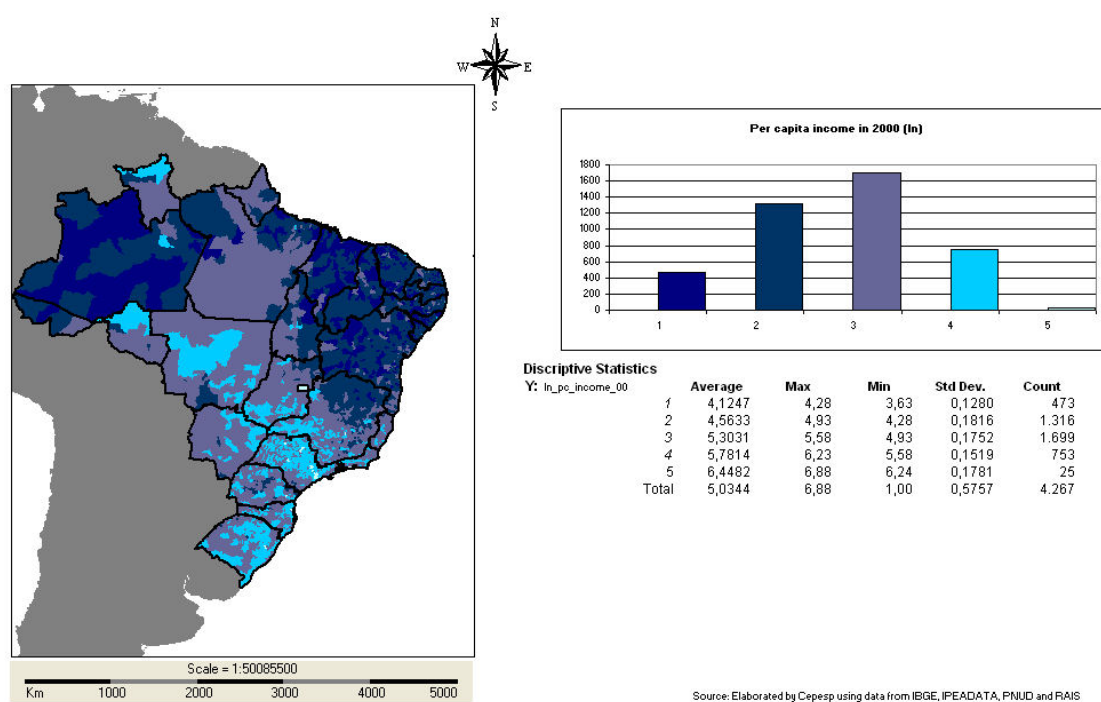 N
W E
S
Per capita income in 2000 (ln)
1800
1600
1400
1200
1000
800
600
400
200
0
1 2 3 4 5
Discriptive Statistics
Y: ln_pc_income_00 Average Max Min Std Dev. Count
1 4,1247 4,28 3,63 0,1280 473
2 4,5633 4,93 4,28 0,1816 1.316
3 5,3031 5,58 4,93 0,1752 1.699
4 5,7814 6,23 5,58 0,1519 753
5 6,4482 6,88 6,24 0,1781 25
Total 5,0344 6,88 1,00 0,5757 4.267
Scale = 1:50085500
Km 1000 2000 3000 4000 5000
Source: Elaborated by Cepesp using data from IBGE, IPEADATA, PNUD and RAIS